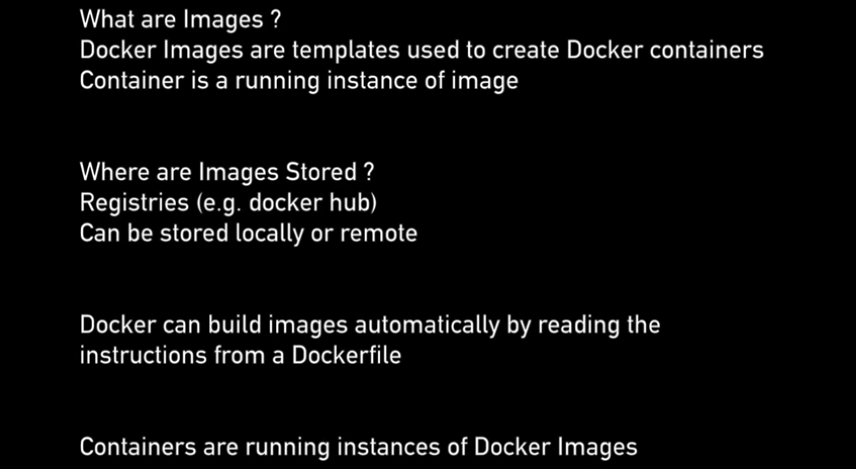 What are Images ?
Docker Images are templates used to create Docker containers
Container is a running instance of image
Where are Images Stored ?
Registries (e.g. docker hub)
Can be stored locally or remote
Docker can build images automatically by reading the
instructions from a Dockerfile
Containers are running instances of Docker Images